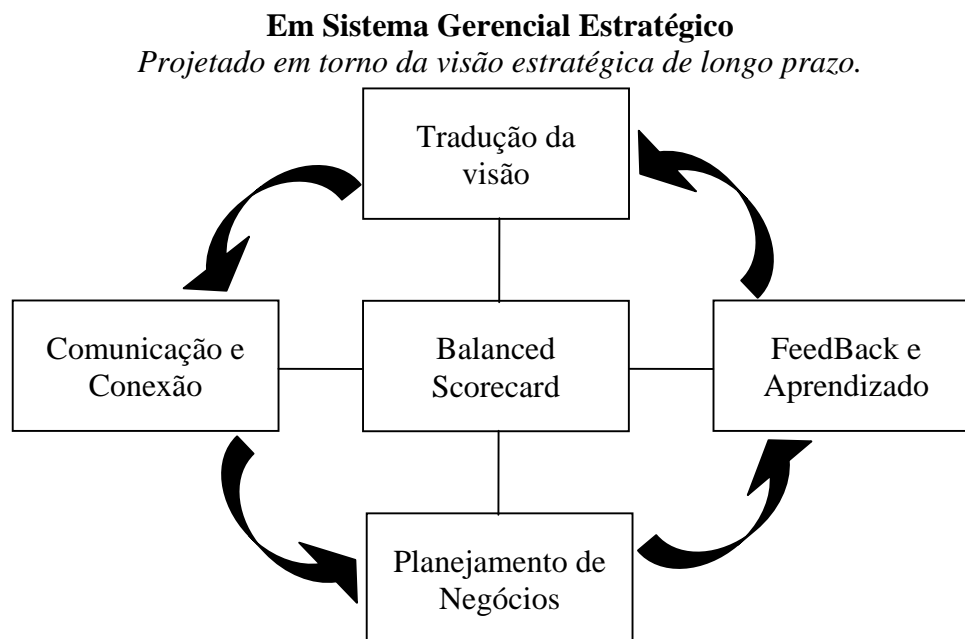 Em Sistema Gerencial Estratégico
Projetado em torno da visão estratégica de longo prazo.
Tradução da
visão
Comunicação e
Conexão
Balanced
Scorecard
FeedBack e
Aprendizado
Planejamento de
Negócios